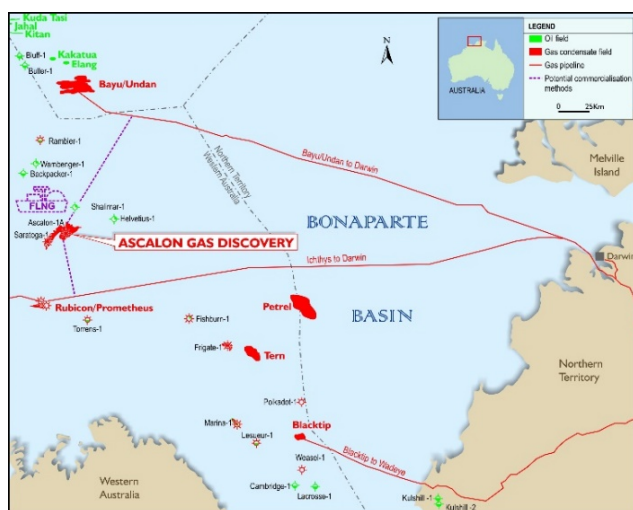 Kuda Tasi
Jahal
Kitan
Bluff-1
Buller-1
Kakatua
Elang
Bayu/Undan
N
LEGEND
Oil field
Gas condensate field
Gas pipeline
Potential commercialisation
methods
0
25Km
AUSTRALIA
Rambler-1
Wamberger-1
Backpacker-1
FLNG
Shalimar-1
Helvetius-1
Ascalon-1A
Saratoga-1
ASCALON GAS DISCOVERY
Northern Territory
Western Australia
Bayu/Undan to Darwin
Melville
Island
BONAPARTE
Ichthys to Darwin
Darwin
Rubicon/Prometheus
Torrens-1
Fishburn-1
Petrel
BASIN
Frigate-1
Tern
Northern
Territory
Polkadot-1
Marina-1
Lesueur-1
Blacktip
Blacktip to Wadeye
Weasel-1
Western
Australia
Cambridge-1
Lacrosse-1
Kulshill -1
Kulshill -2